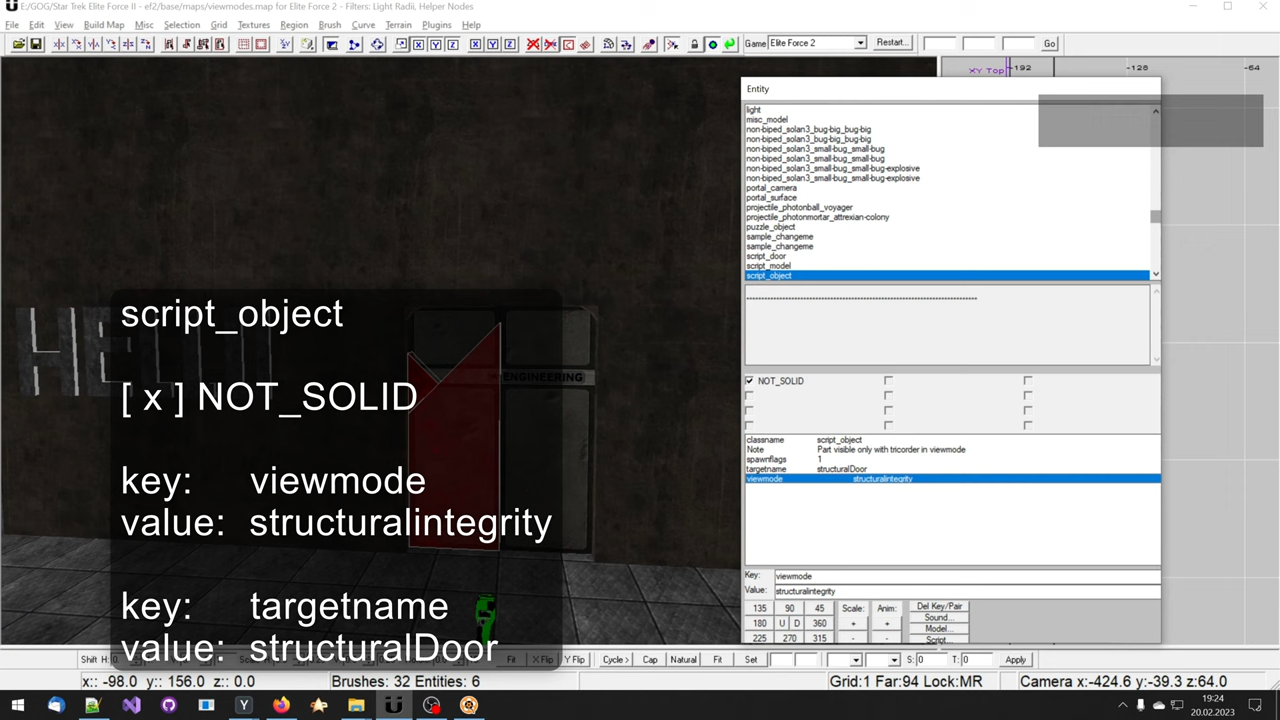 E:/GOG/Star Trek Elite Force II - ef2/base/maps/viewmodes.map for Elite Force 2 - Filters: Light Radii, Helper Nodes
File Edit View Build Map Misc Selection Grid Textures Region Brush Curve Terrain Plugins Help
Game Elite Force 2 Restart... Go
XY Top -192 -128 -64
Entity
light
misc_model
non-biped_solan3_bug-big_bug-big
non-biped_solan3_bug-big_bug-big
non-biped_solan3_small-bug_small-bug
non-biped_solan3_small-bug_small-bug
non-biped_solan3_small-bug_small-bug-explosive
non-biped_solan3_small-bug_small-bug-explosive
portal_camera
portal_surface
projectile_photonball_voyager
projectile_photonmortar_attrexian-colony
puzzle_object
sample_changeme
sample_changeme
script_door
script_model
script_object
script_object
[ x ] NOT_SOLID
key: viewmode
value: structuralintegrity
key: targetname
value: structuralDoor
ENGINEERING
NOT_SOLID
classname script_object
Note Part visible only with tricorder in viewmode
spawnflags 1
targetname structuralDoor
viewmode structuralintegrity
Key: viewmode
Value: structuralintegrity
135 90 45 Scale: Anim: Del Key/Pair
180 U D 360 + + Sound...
Model...
225 270 315 - - Script...
Shift H: 0 Fit X Flip Y Flip Cycle> Cap Natural Fit Set S: 0 T: 0 Apply
x:: -98.0 y:: 156.0 z:: 0.0 Brushes: 32 Entities: 6 Grid:1 Far:94 Lock:MR Camera x:-424.6 y:-39.3 z:64.0
19:24
20.02.2023